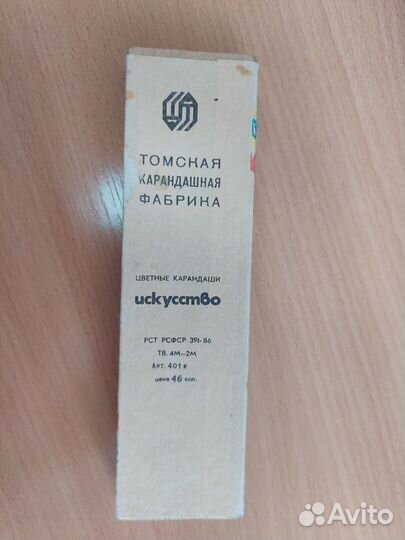 ТОМСКАЯ
КАРАНДАШНАЯ
ФАБРИКА
ЦВЕТНЫЕ КАРАНДАШИ
искусство
РСТ РСФСР 391-86
ТВ. 4М—2М
Арт. 401 р
цена 46 коп.
Avito